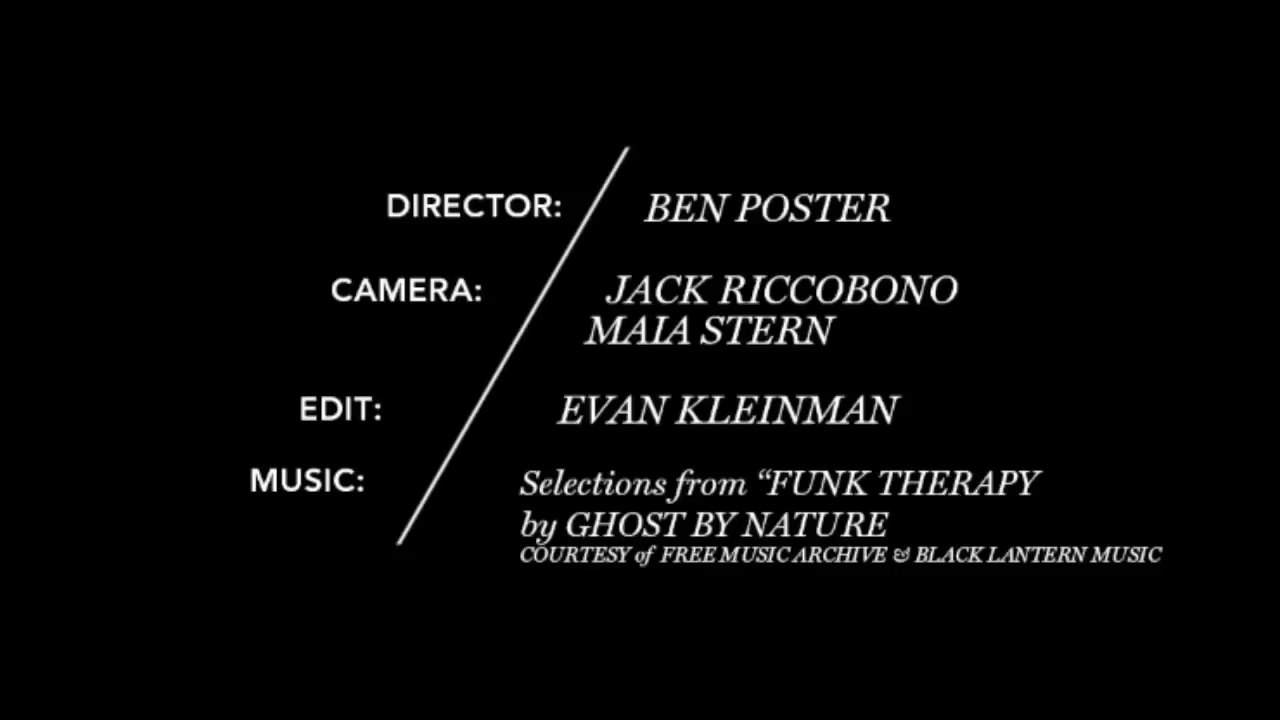 DIRECTOR: BEN POSTER
CAMERA: JACK RICCOBONO
MAIA STERN
EDIT: EVAN KLEINMAN
MUSIC: Selections from “FUNK THERAPY
by GHOST BY NATURE
COURTESY of FREE MUSIC ARCHIVE & BLACK LANTERN MUSIC